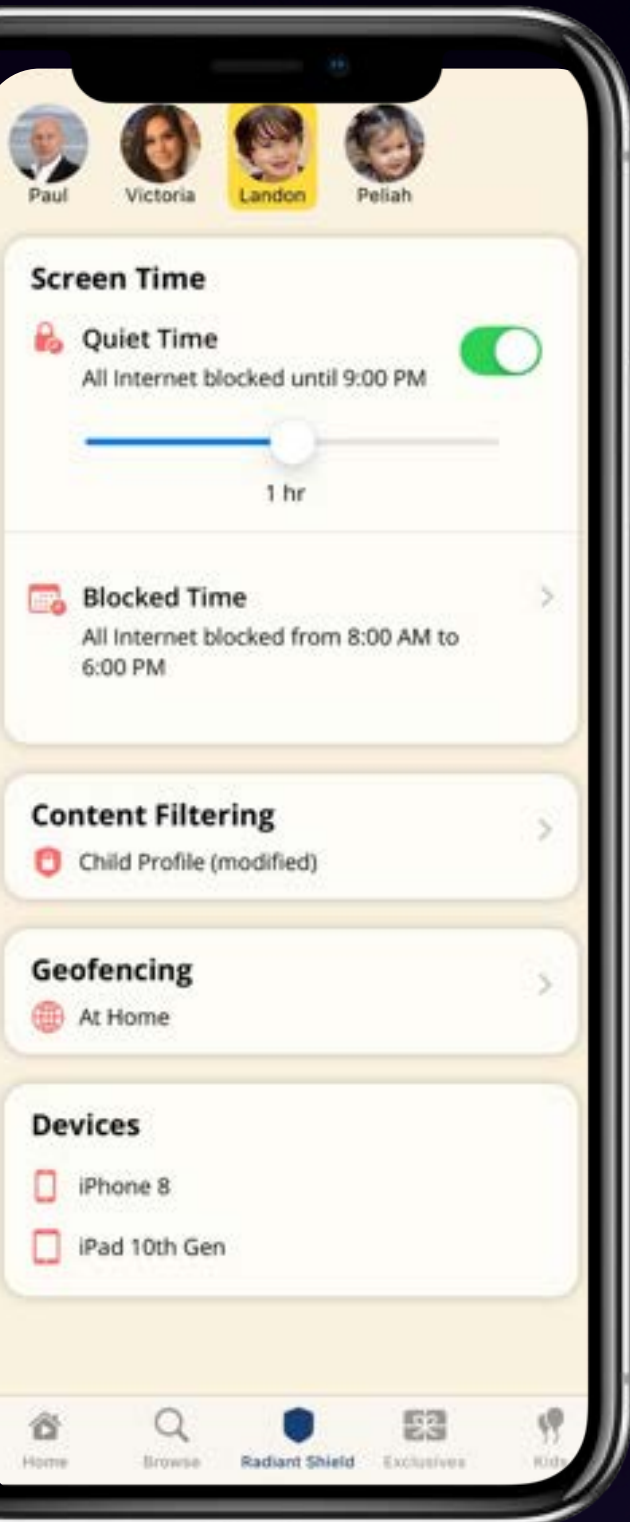 Paul
Victoria
Landon
Peliah
Screen Time
Quiet Time
All Internet blocked until 9:00 PM
1 hr
Blocked Time
All Internet blocked from 8:00 AM to
6:00 PM
Content Filtering
Child Profile (modified)
Geofencing
At Home
Devices
iPhone 8
iPad 10th Gen
Home
Browse
Radiant Shield
Exclusives
Kids